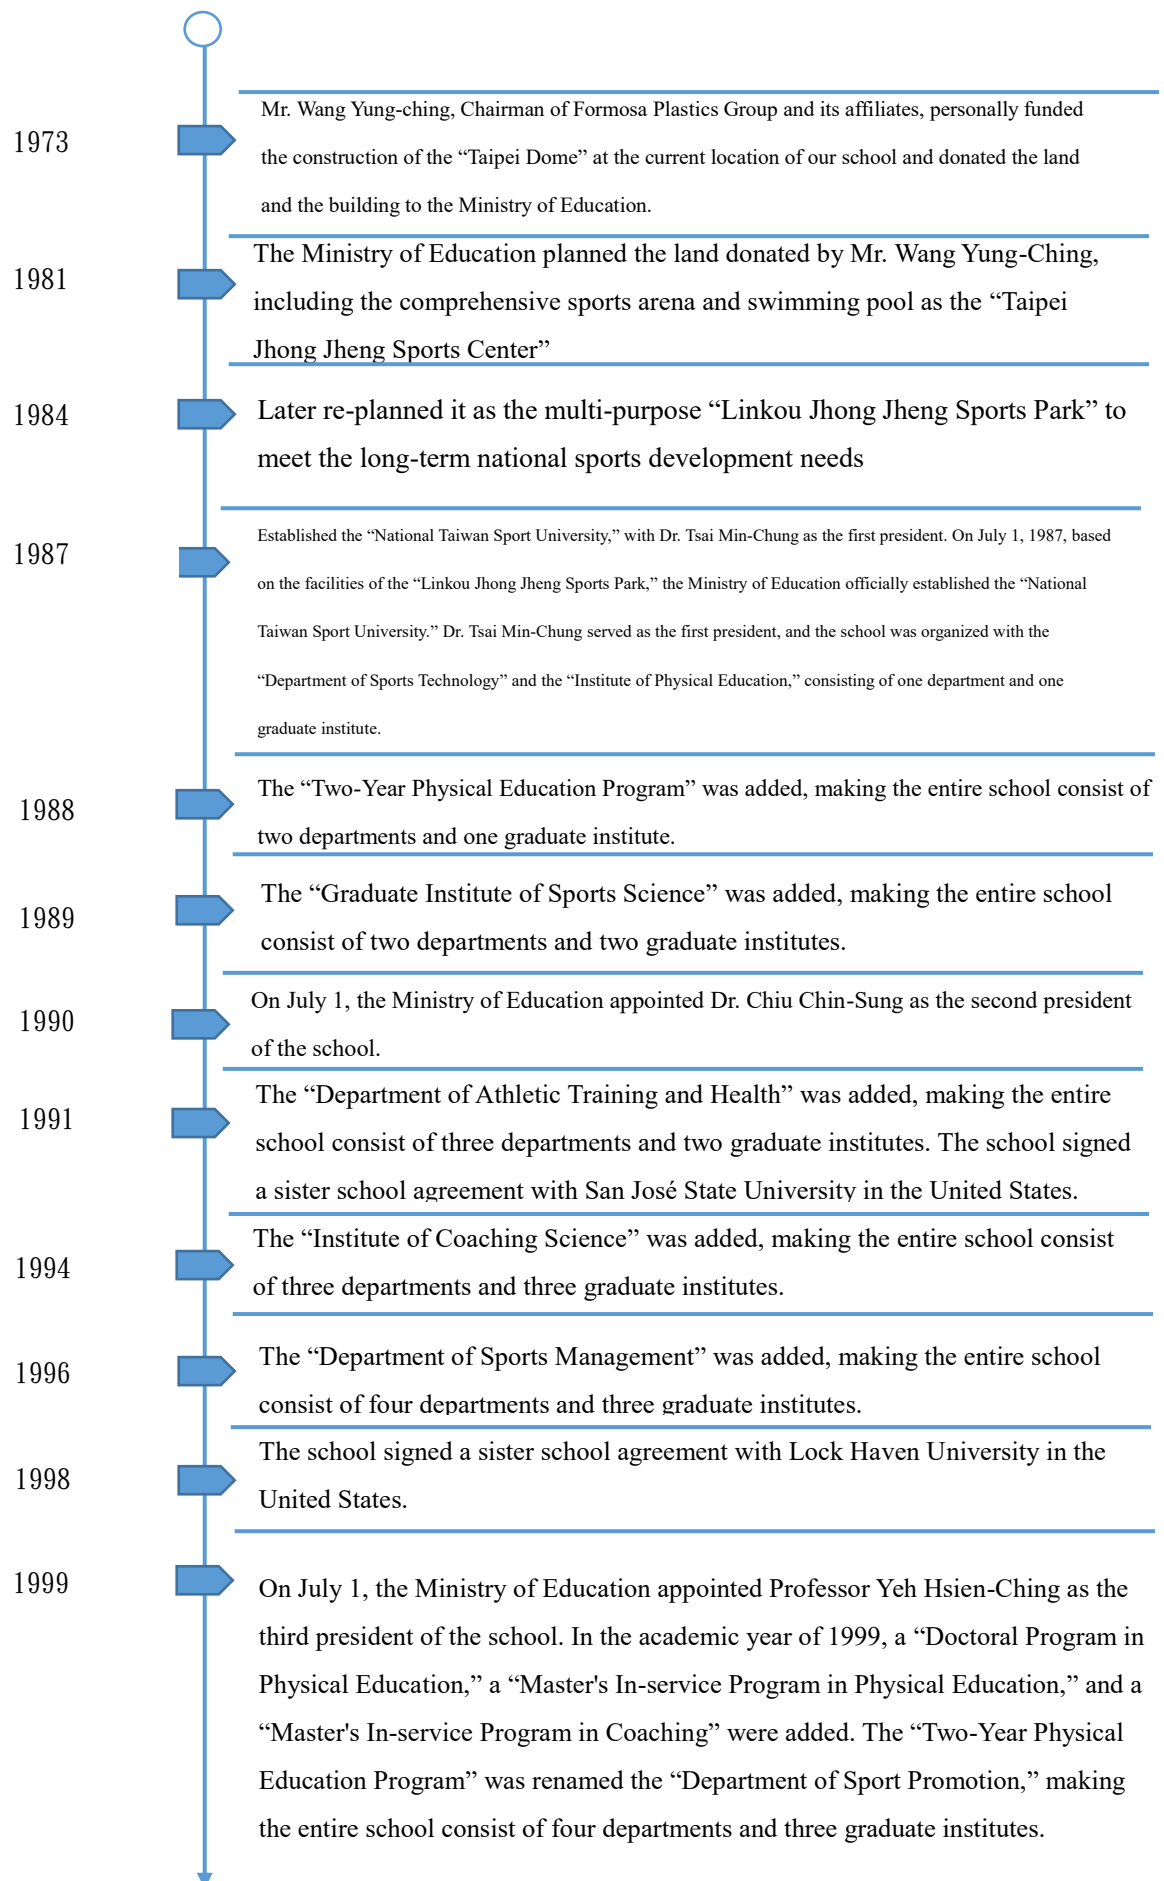 1973
Mr. Wang Yung-ching, Chairman of Formosa Plastics Group and its affiliates, personally funded
the construction of the “Taipei Dome” at the current location of our school and donated the land
and the building to the Ministry of Education.
1981
The Ministry of Education planned the land donated by Mr. Wang Yung-Ching,
including the comprehensive sports arena and swimming pool as the “Taipei
Jhong Jheng Sports Center”
1984
Later re-planned it as the multi-purpose “Linkou Jhong Jheng Sports Park” to
meet the long-term national sports development needs
1987
Established the “National Taiwan Sport University,” with Dr. Tsai Min-Chung as the first president. On July 1, 1987, based
on the facilities of the “Linkou Jhong Jheng Sports Park,” the Ministry of Education officially established the “National
Taiwan Sport University.” Dr. Tsai Min-Chung served as the first president, and the school was organized with the
“Department of Sports Technology” and the “Institute of Physical Education,” consisting of one department and one
graduate institute.
1988
The “Two-Year Physical Education Program” was added, making the entire school consist of
two departments and one graduate institute.
1989
The “Graduate Institute of Sports Science” was added, making the entire school
consist of two departments and two graduate institutes.
1990
On July 1, the Ministry of Education appointed Dr. Chiu Chin-Sung as the second president
of the school.
1991
The “Department of Athletic Training and Health” was added, making the entire
school consist of three departments and two graduate institutes. The school signed
a sister school agreement with San José State University in the United States.
1994
The “Institute of Coaching Science” was added, making the entire school consist
of three departments and three graduate institutes.
1996
The “Department of Sports Management” was added, making the entire school
consist of four departments and three graduate institutes.
1998
The school signed a sister school agreement with Lock Haven University in the
United States.
1999
On July 1, the Ministry of Education appointed Professor Yeh Hsien-Ching as the
third president of the school. In the academic year of 1999, a “Doctoral Program in
Physical Education,” a “Master's In-service Program in Physical Education,” and a
“Master's In-service Program in Coaching” were added. The “Two-Year Physical
Education Program” was renamed the “Department of Sport Promotion,” making
the entire school consist of four departments and three graduate institutes.